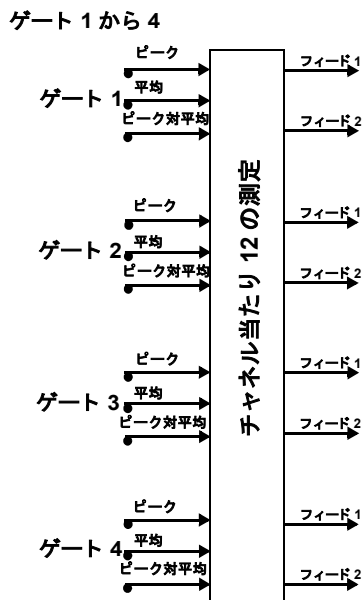 ゲート 1 から 4
ピーク
フィード 1
ゲート 1
平均
ピーク対平均
フィード 2
ピーク
フィード 1
ゲート 2
平均
ピーク対平均
フィード 2
チャネル当たり 12 の測定
ピーク
フィード 1
ゲート 3
平均
ピーク対平均
フィード 2
ピーク
フィード 1
ゲート 4
平均
ピーク対平均
フィード 2